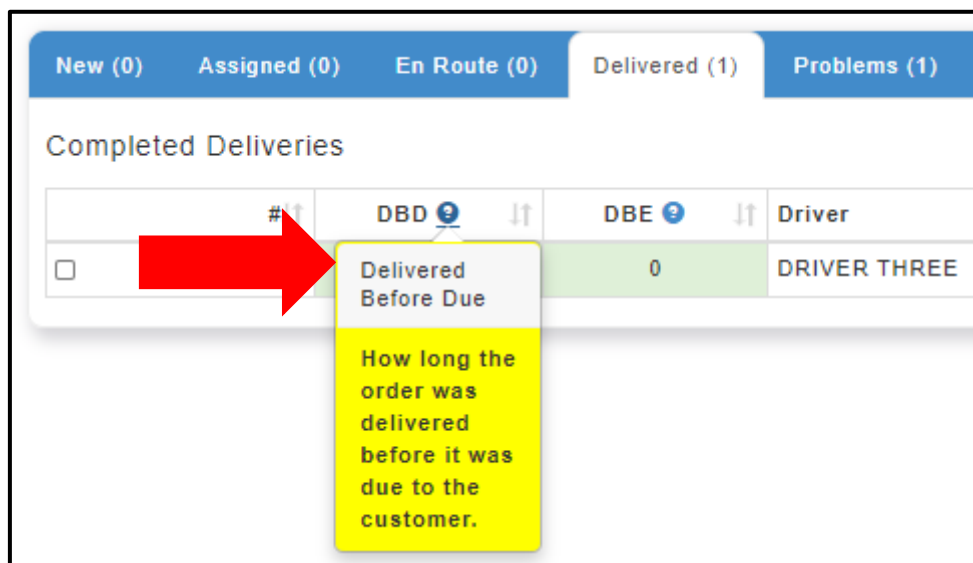 New (0) Assigned (0) En Route (0) Delivered (1) Problems (1)
Completed Deliveries
# DBD ? DBE ? Driver
0 DRIVER THREE
Delivered
Before Due
How long the
order was
delivered
before it was
due to the
customer.